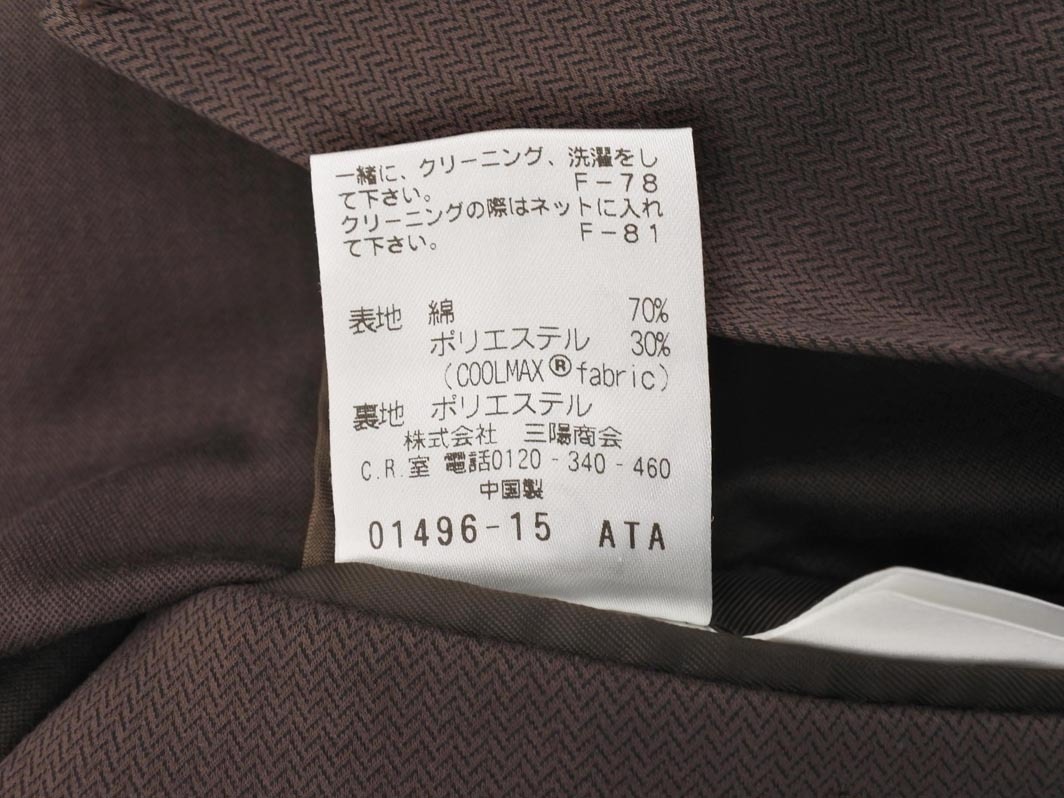 一緒に、クリーニング、洗濯をし
て下さい。 F－78
クリーニングの際はネットに入れ
て下さい。 F－81
表地 綿 70%
ポリエステル 30%
(COOLMAX®fabric)
裏地 ポリエステル
株式会社 三陽商会
C.R.室 電話0120-340-460
中国製
01496-15 ATA